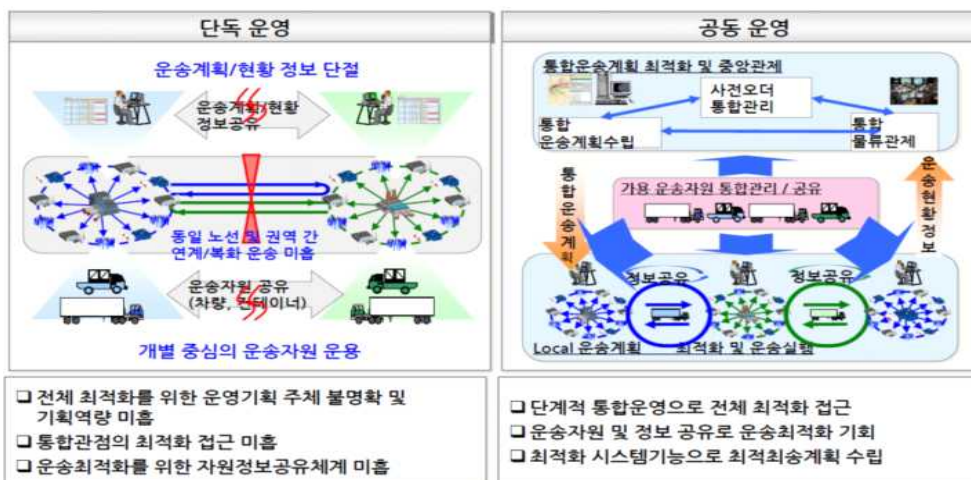 단독 운영
운송계획/현황 정보 단절
운송계획/현황
정보공유
동일 노선 및 권역 간
연계/복화 운송 미흡
운송자원 공유
(차량, 컨테이너)
개별 중심의 운송자원 운용
❑ 전체 최적화를 위한 운영기획 주체 불명확 및
기획역량 미흡
❑ 통합관점의 최적화 접근 미흡
❑ 운송최적화를 위한 자원정보공유체계 미흡
공동 운영
통합운송계획 최적화 및 중앙관제
사전오더
통합관리
통합
운송계획수립
통합
물류관제
통합운송계획
가용 운송자원 통합관리 / 공유
운송현황정보
정보공유
정보공유
Local 운송계획 최적화 및 운송실행
❑ 단계적 통합운영으로 전체 최적화 접근
❑ 운송자원 및 정보 공유로 운송최적화 기회
❑ 최적화 시스템기능으로 최적최송계획 수립